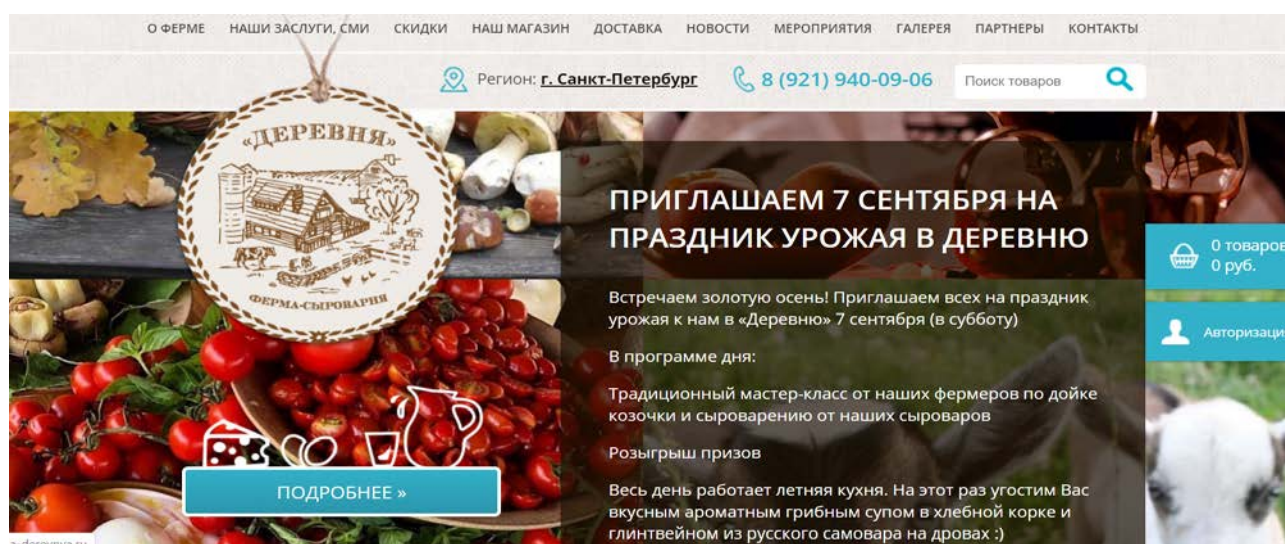 О ФЕРМЕ НАШИ ЗАСЛУГИ, СМИ СКИДКИ НАШ МАГАЗИН ДОСТАВКА НОВОСТИ МЕРОПРИЯТИЯ ГАЛЕРЕЯ ПАРТНЕРЫ КОНТАКТЫ
Регион: г. Санкт-Петербург 8 (921) 940-09-06 Поиск товаров
«ДЕРЕВНЯ»
ФЕРМА-СЫРОВАРНЯ
ПОДРОБНЕЕ »
ПРИГЛАШАЕМ 7 СЕНТЯБРЯ НА
ПРАЗДНИК УРОЖАЯ В ДЕРЕВНЮ
Встречаем золотую осень! Приглашаем всех на праздник
урожая к нам в «Деревню» 7 сентября (в субботу)
В программе дня:
Традиционный мастер-класс от наших фермеров по дойке
козочки и сыроварению от наших сыроваров
Розыгрыш призов
Весь день работает летняя кухня. На этот раз угостим Вас
вкусным ароматным грибным супом в хлебной корке и
глинтвейном из русского самовара на дровах :)
0 товаров
0 руб.
Авторизаци